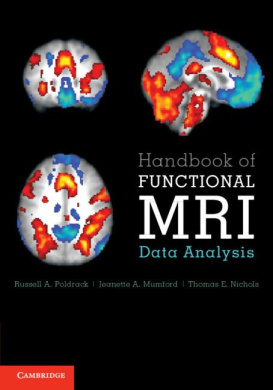 Handbook of
FUNCTIONAL
MRI
Data Analysis
Russell A. Poldrack | Jeanette A. Mumford | Thomas E. Nichols
CAMBRIDGE